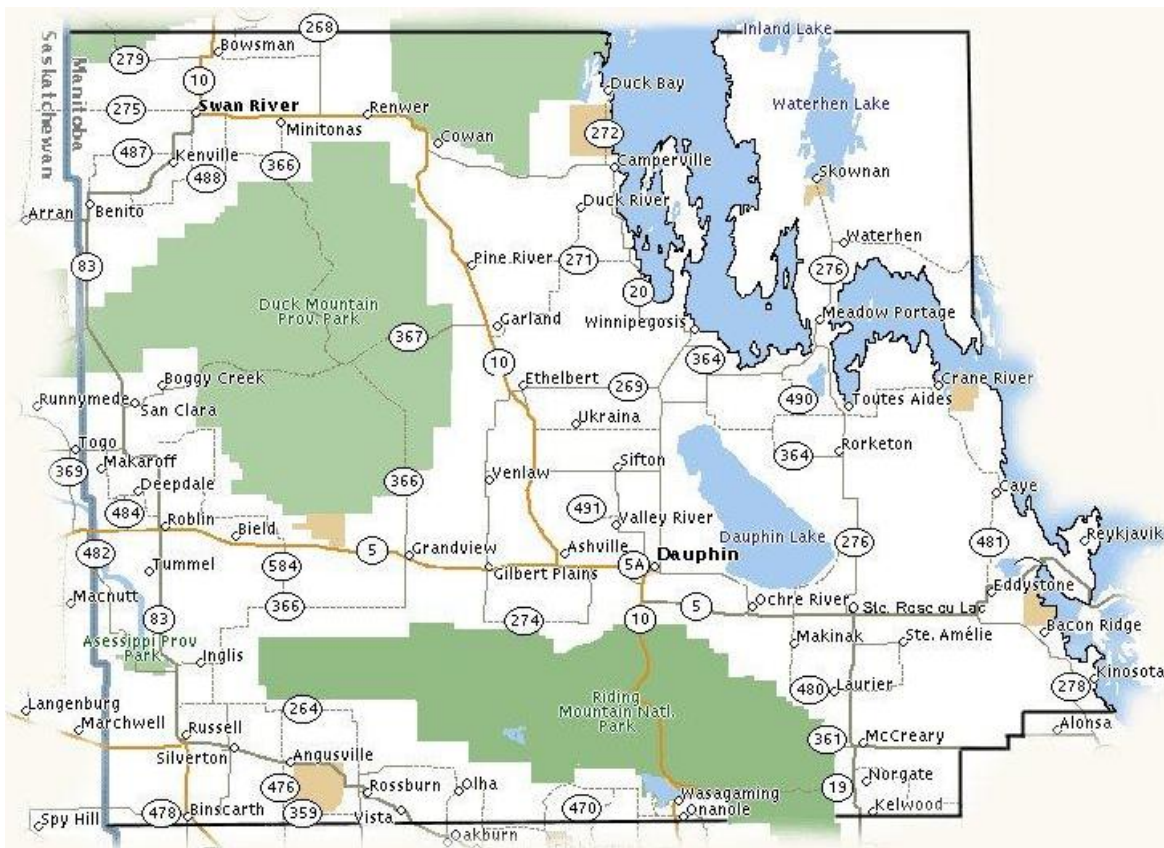 268
Inland Lake
279
Bowsman
Saskatchewan
Manitoba
10
Duck Bay
275
Swan River
Renwer
Waterhen Lake
Minitonas
272
Cowan
487
Kenville
366
488
Camperville
Skownan
Arran
Benito
Duck River
Waterhen
83
Pine River
271
276
20
Duck Mountain
Prov. Park
Garland
Winnipegosis
Meadow Portage
367
10
364
Boggy Creek
Ethelbert
269
Crane River
Runnymede
San Clara
490
Toutes Aides
Ukraina
Togo
369
Makaroff
Sifton
364
Rorketon
Deepdale
366
Venlaw
Caye
484
491
Roblin
Bield
Valley River
Dauphin Lake
Reykjavik
482
5
Grandview
Ashville
Dauphin
276
481
Tummel
584
Gilbert Plains
5A
Eddystone
Macnutt
366
5
Ochre River
Ste. Rose du Lac
83
274
10
Bacon Ridge
Asessippi Prov
Park
Makinak
Ste. Amélie
Inglis
Kinosota
Langenburg
264
Riding
Mountain Natl.
Park
480
Laurier
278
Marchwell
Russell
Alonsa
Silverton
Angusville
361
McCreary
476
Rossburn
Olha
Norgate
478
Binscarth
359
Vista
470
Wasagaming
19
Spy Hill
Onanole
Kelwood
Oakburn